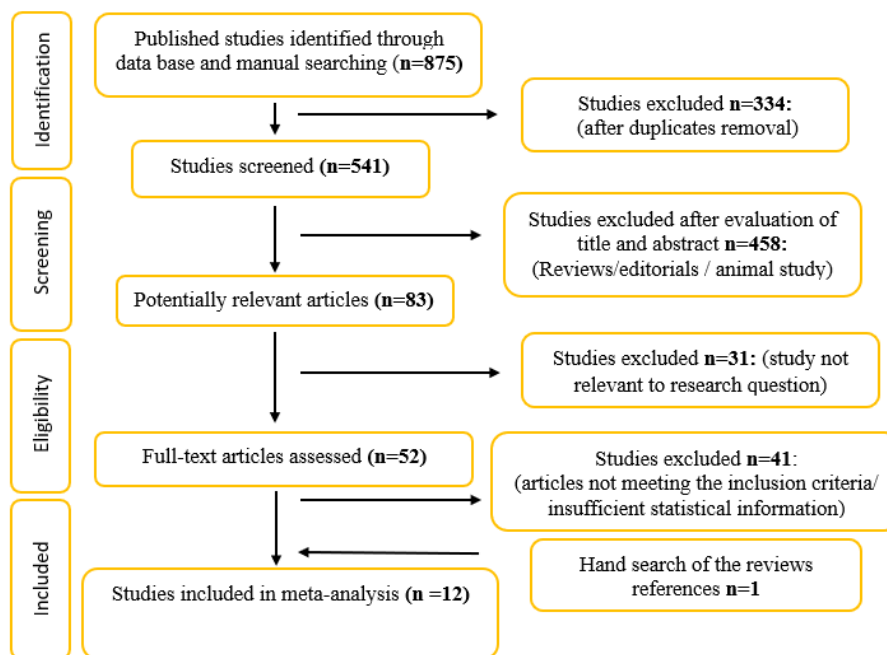 Identification
Published studies identified through
data base and manual searching (n=875)
Studies excluded n=334:
(after duplicates removal)
Studies screened (n=541)
Screening
Studies excluded after evaluation of
title and abstract n=458:
(Reviews/editorials / animal study)
Potentially relevant articles (n=83)
Eligibility
Studies excluded n=31: (study not
relevant to research question)
Full-text articles assessed (n=52)
Studies excluded n=41:
(articles not meeting the inclusion criteria/
insufficient statistical information)
Included
Hand search of the reviews
references n=1
Studies included in meta-analysis (n =12)